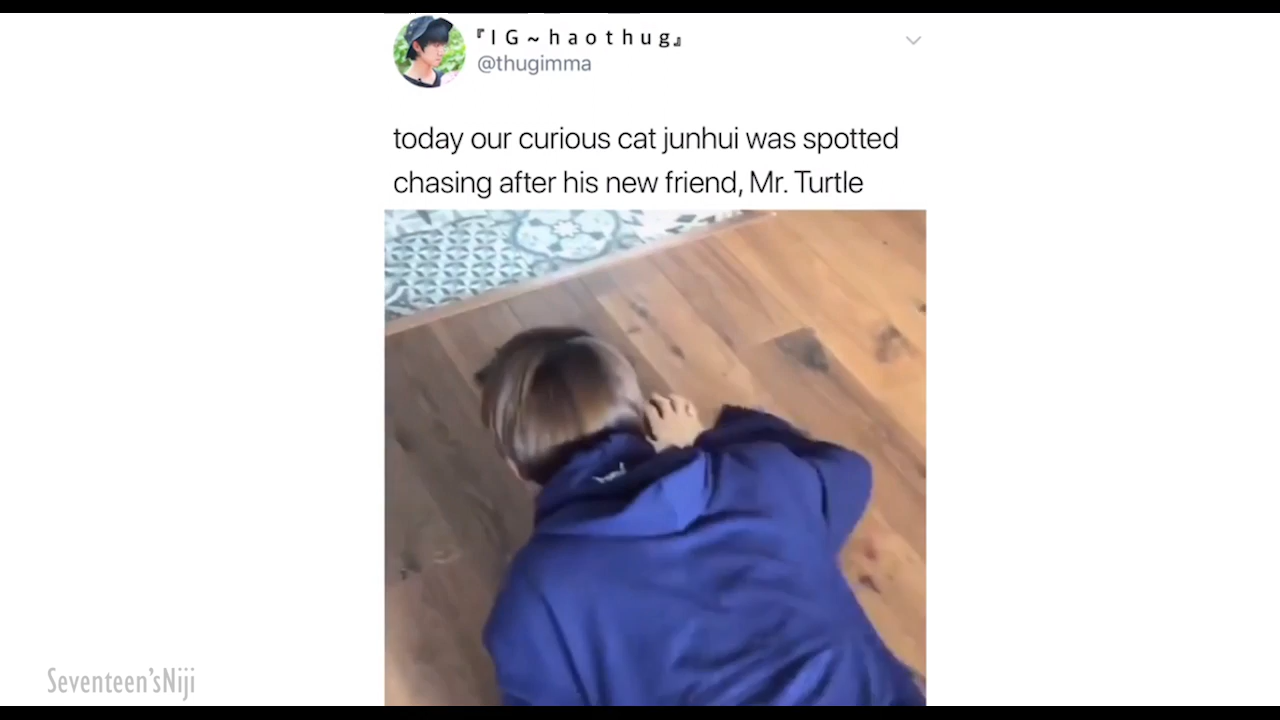 『IG~haothug』
@thugimma
today our curious cat junhui was spotted
chasing after his new friend, Mr. Turtle
Seventeen'sNiji